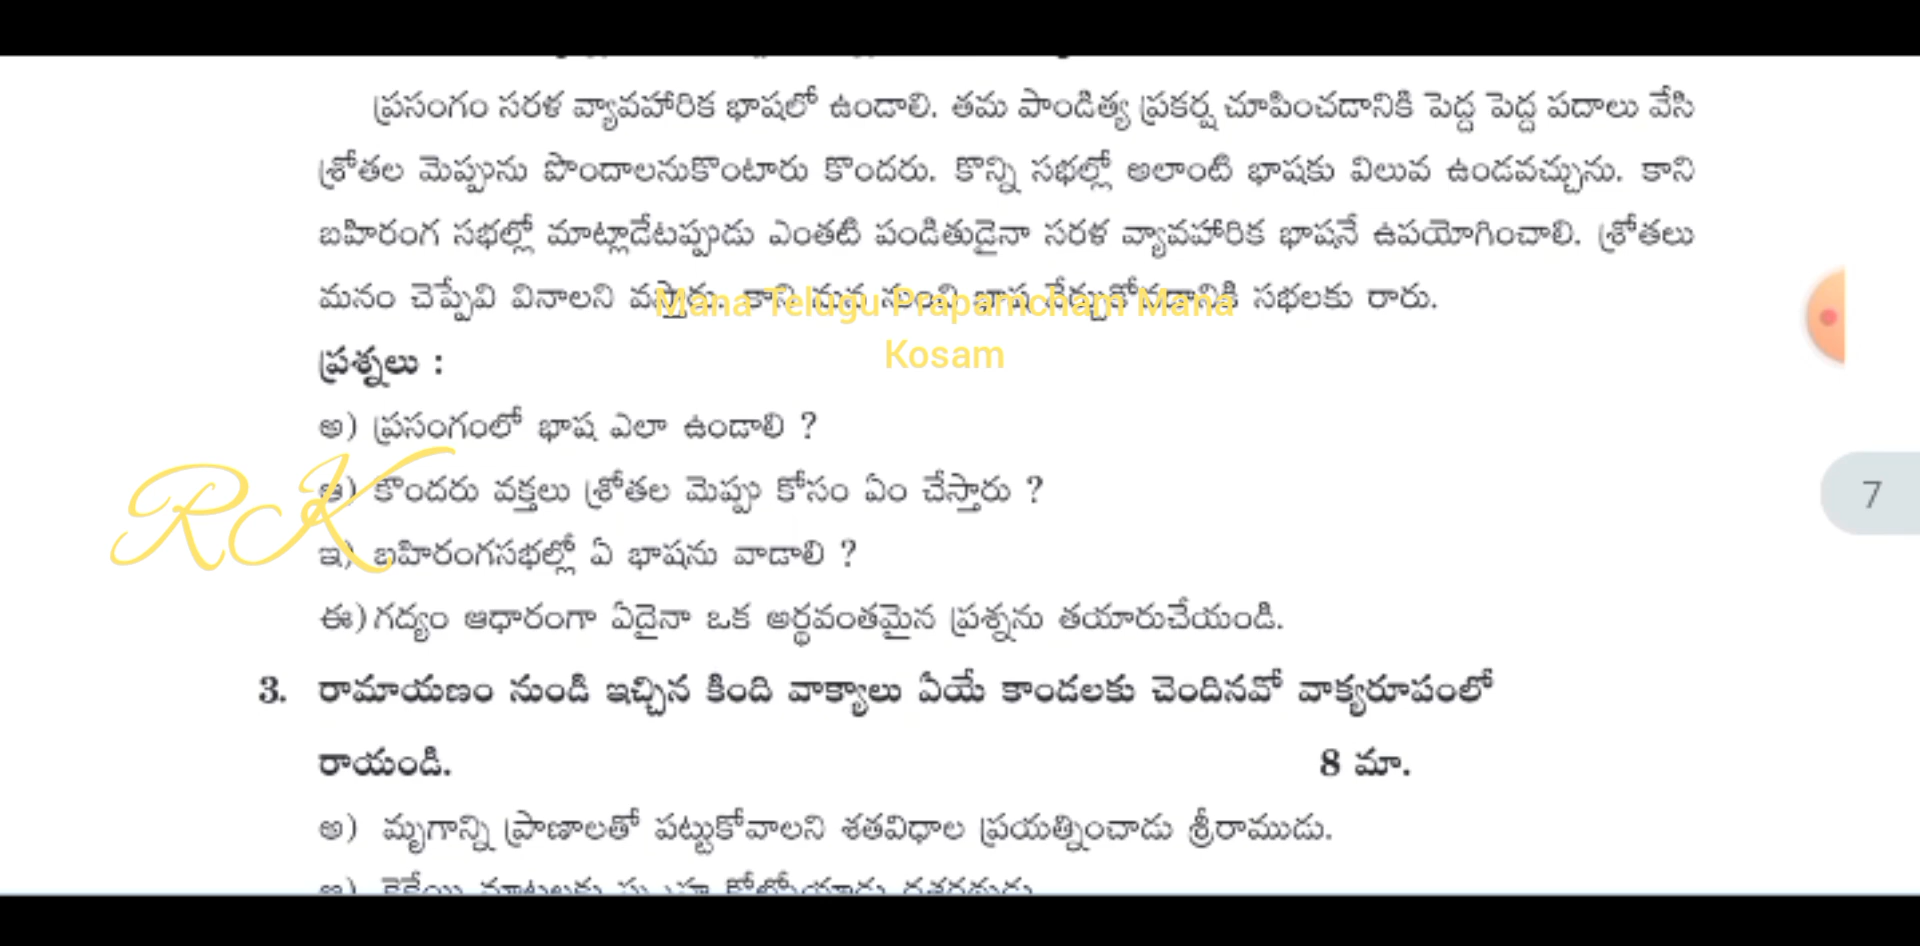 ప్రసంగం సరళ వ్యావహారిక భాషలో ఉండాలి. తమ పాండిత్య ప్రకర్ష చూపించడానికి పెద్ద పెద్ద పదాలు వేసి
శ్రోతల మెప్పును పొందాలనుకొంటారు కొందరు. కొన్ని సభల్లో అలాంటి భాషకు విలువ ఉండవచ్చును. కాని
బహిరంగ సభల్లో మాట్లాడేటప్పుడు ఎంతటి పండితుడైనా సరళ వ్యావహారిక భాషనే ఉపయోగించాలి. శ్రోతలు
మనం చెప్పేవి వినాలని వస్తారు. కాని మన నుండి భాష నేర్చుకోవడానికి సభలకు రారు.
Mana Telugu Prapamcham Mana
Kosam
ప్రశ్నలు :
అ) ప్రసంగంలో భాష ఎలా ఉండాలి ?
RK
ఆ) కొందరు వక్తలు శ్రోతల మెప్పు కోసం ఏం చేస్తారు ?
7
ఇ) బహిరంగసభల్లో ఏ భాషను వాడాలి ?
ఈ) గద్యం ఆధారంగా ఏదైనా ఒక అర్థవంతమైన ప్రశ్నను తయారుచేయండి.
3. రామాయణం నుండి ఇచ్చిన కింది వాక్యాలు ఏయే కాండలకు చెందినవో వాక్యరూపంలో
రాయండి. 8 మా.
అ) మృగాన్ని ప్రాణాలతో పట్టుకోవాలని శతవిధాల ప్రయత్నించాడు శ్రీరాముడు.